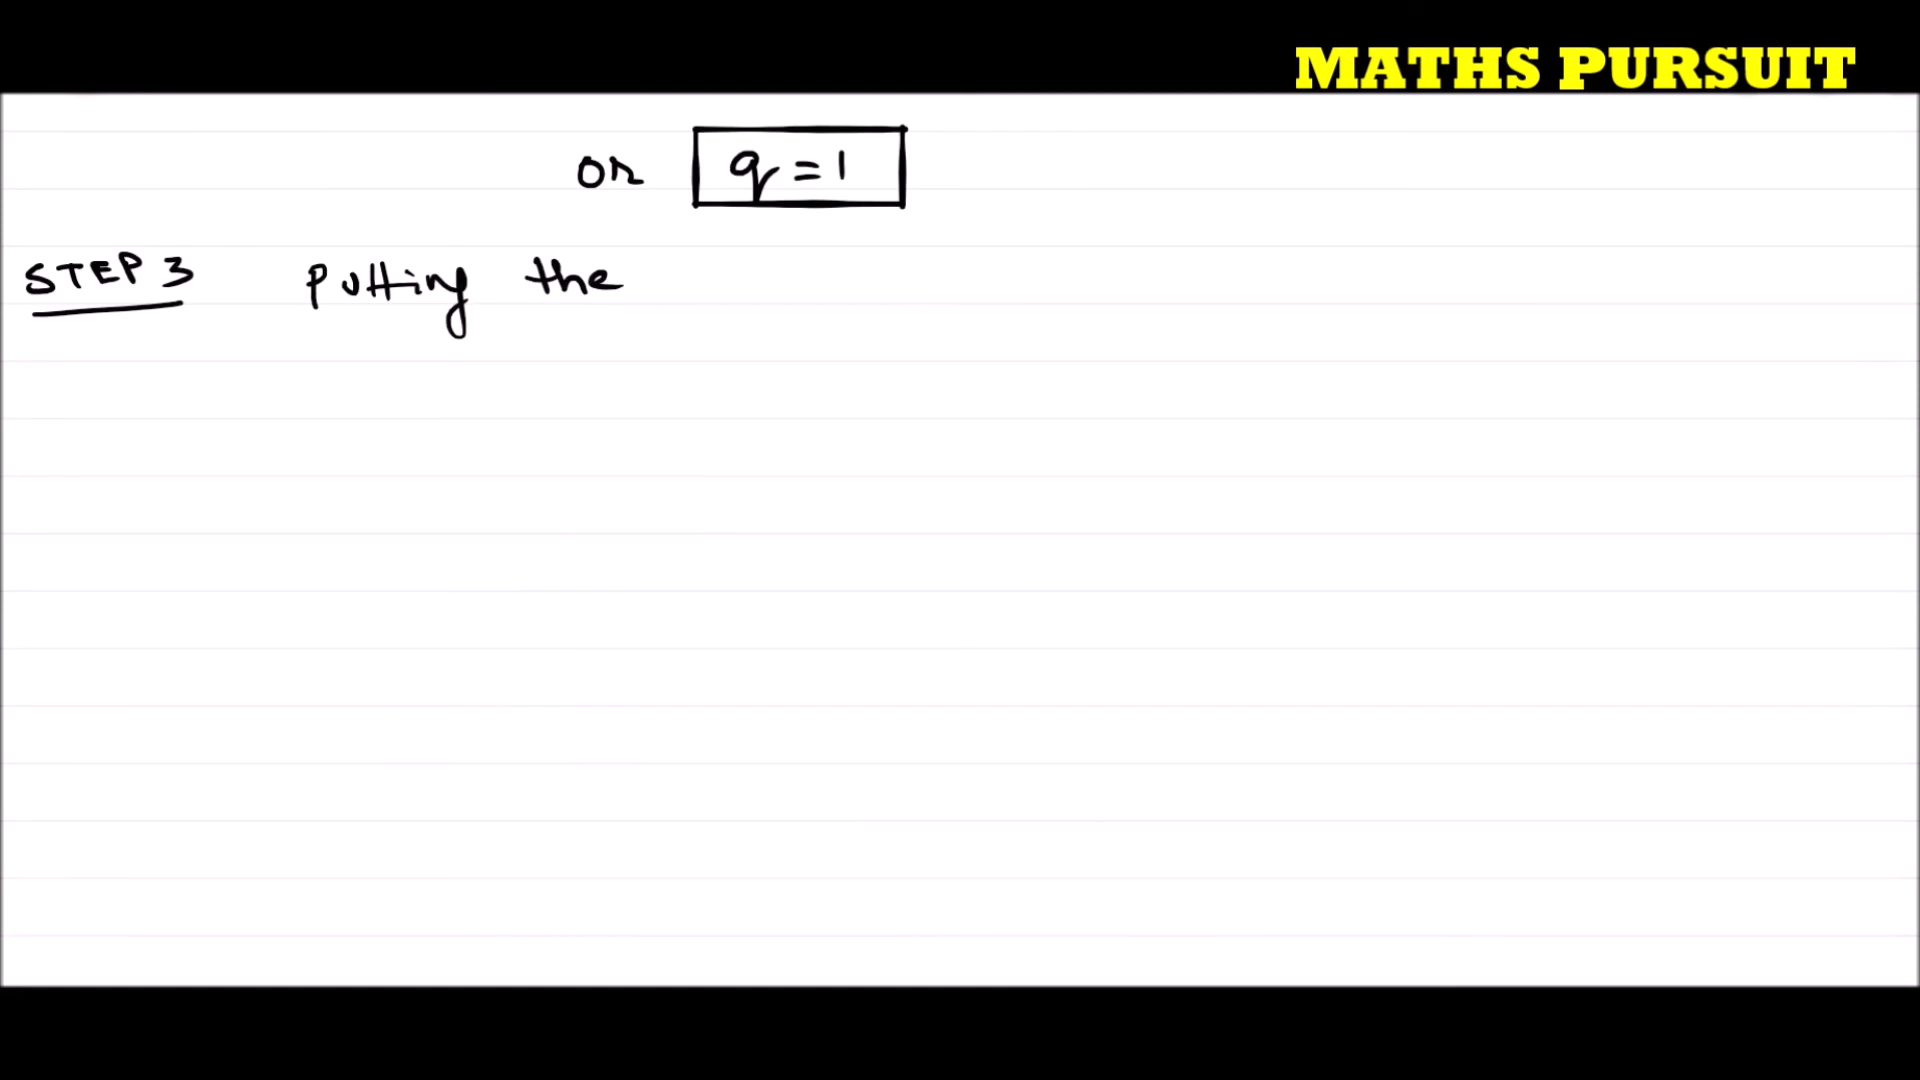 MATHS PURSUIT
or q = 1
STEP 3 Putting the